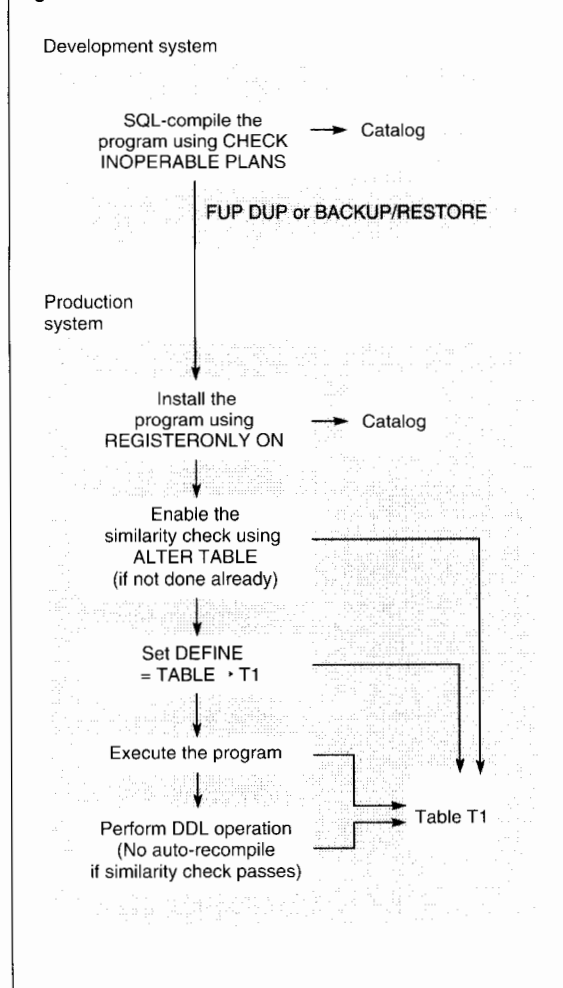 Development system
SQL-compile the
program using CHECK
INOPERABLE PLANS
Catalog
FUP DUP or BACKUP/RESTORE
Production
system
Install the
program using
REGISTERONLY ON
Catalog
Enable the
similarity check using
ALTER TABLE
(if not done already)
Set DEFINE
= TABLE → T1
Execute the program
Table T1
Perform DDL operation
(No auto-recompile
if similarity check passes)